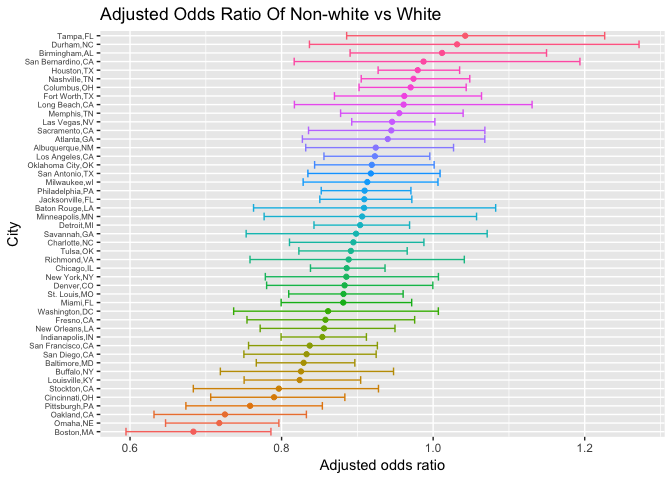 Adjusted Odds Ratio Of Non-white vs White
Tampa,FL
Durham,NC
Birmingham,AL
San Bernardino,CA
Houston,TX
Nashville,TN
Columbus,OH
Fort Worth,TX
Long Beach,CA
Memphis,TN
Las Vegas,NV
Sacramento,CA
Atlanta,GA
Albuquerque,NM
Los Angeles,CA
Oklahoma City,OK
San Antonio,TX
Milwaukee,wI
Philadelphia,PA
Jacksonville,FL
Baton Rouge,LA
Minneapolis,MN
Detroit,MI
Savannah,GA
Charlotte,NC
Tulsa,OK
Richmond,VA
Chicago,IL
New York,NY
Denver,CO
St. Louis,MO
Miami,FL
Washington,DC
Fresno,CA
New Orleans,LA
Indianapolis,IN
San Francisco,CA
San Diego,CA
Baltimore,MD
Buffalo,NY
Louisville,KY
Stockton,CA
Cincinnati,OH
Pittsburgh,PA
Oakland,CA
Omaha,NE
Boston,MA
City
0.6 0.8 1.0 1.2
Adjusted odds ratio